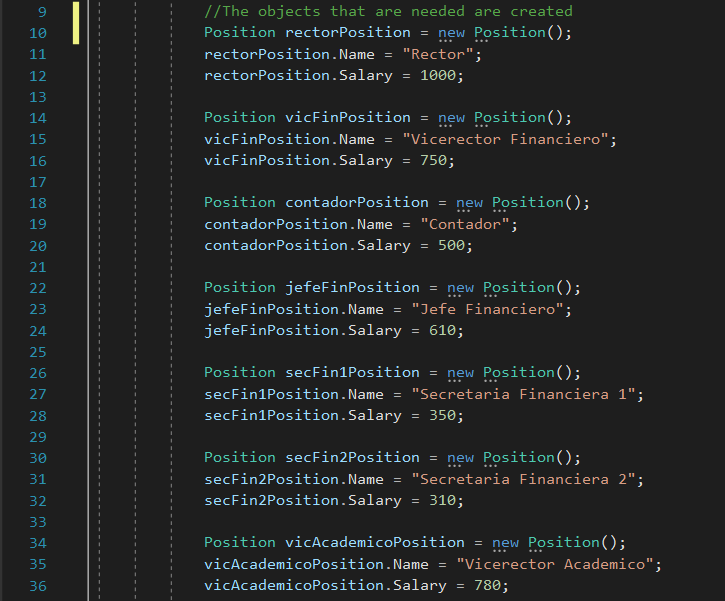 9 //The objects that are needed are created
10 Position rectorPosition = new Position();
11 rectorPosition.Name = "Rector";
12 rectorPosition.Salary = 1000;
13
14 Position vicFinPosition = new Position();
15 vicFinPosition.Name = "Vicerector Financiero";
16 vicFinPosition.Salary = 750;
17
18 Position contadorPosition = new Position();
19 contadorPosition.Name = "Contador";
20 contadorPosition.Salary = 500;
21
22 Position jefeFinPosition = new Position();
23 jefeFinPosition.Name = "Jefe Financiero";
24 jefeFinPosition.Salary = 610;
25
26 Position secFin1Position = new Position();
27 secFin1Position.Name = "Secretaria Financiera 1";
28 secFin1Position.Salary = 350;
29
30 Position secFin2Position = new Position();
31 secFin2Position.Name = "Secretaria Financiera 2";
32 secFin2Position.Salary = 310;
33
34 Position vicAcademicoPosition = new Position();
35 vicAcademicoPosition.Name = "Vicerector Academico";
36 vicAcademicoPosition.Salary = 780;